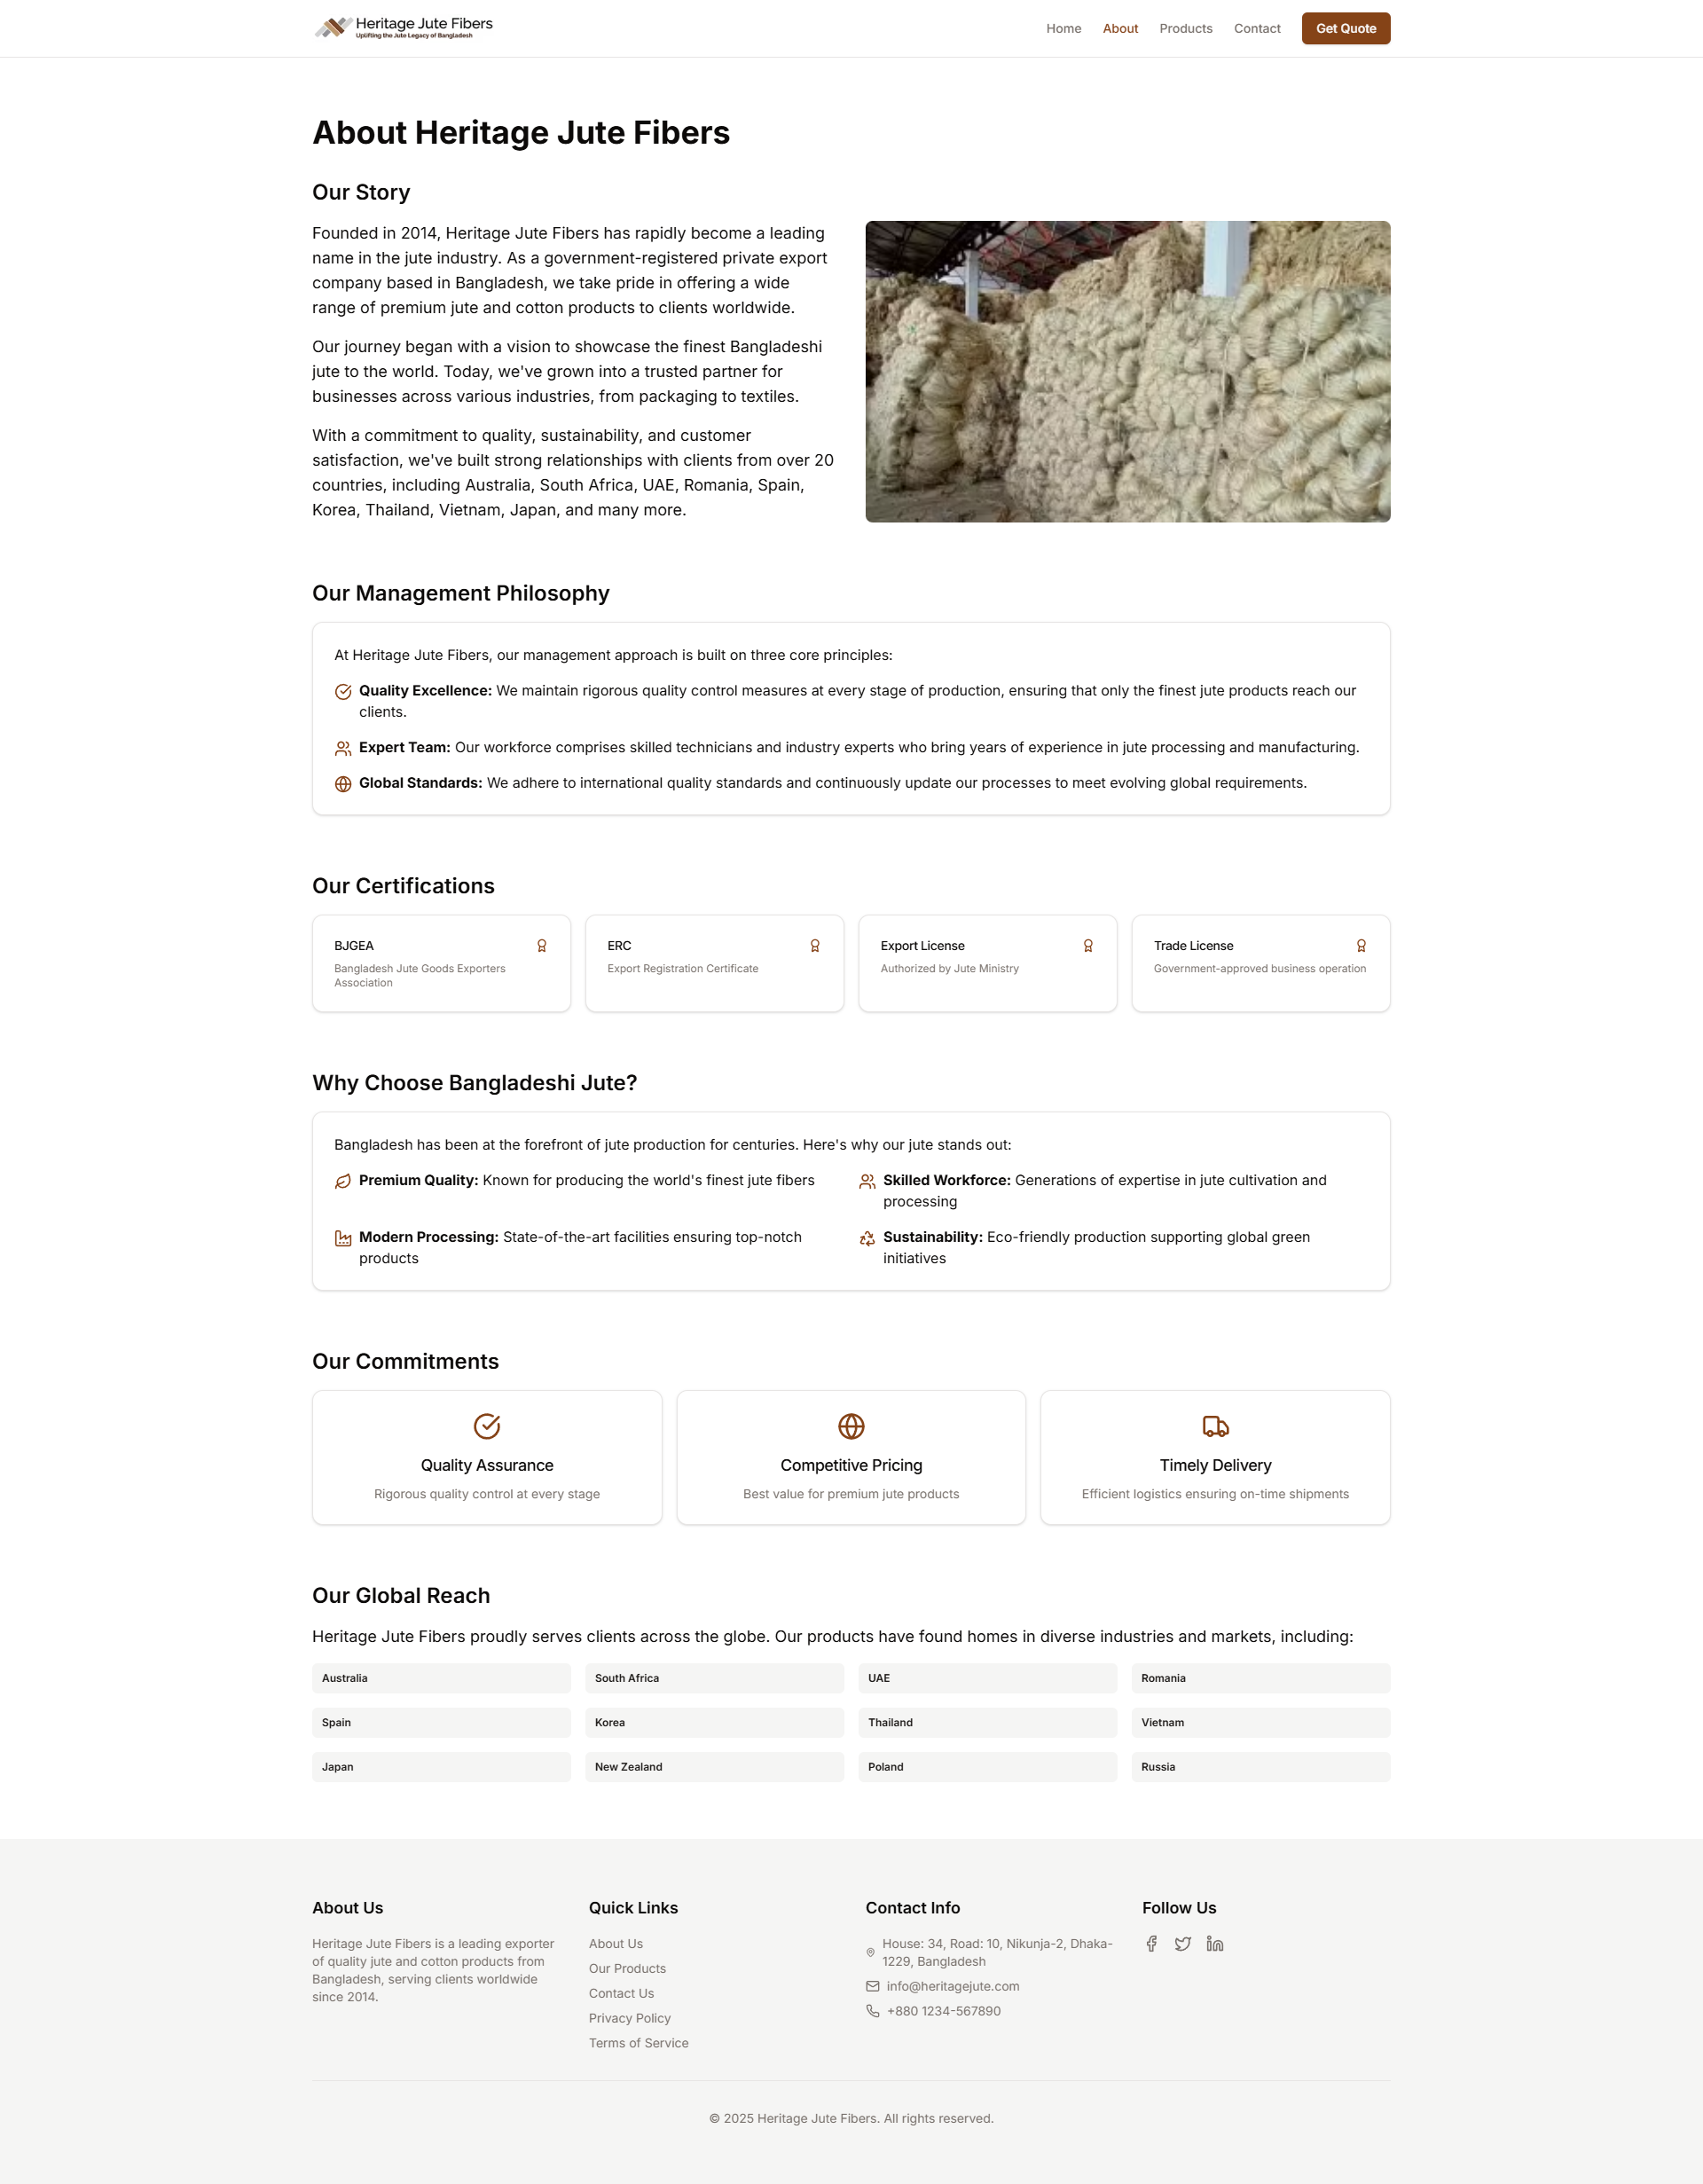 Heritage Jute Fibers
Uplifting the Jute Legacy of Bangladesh
Home
About
Products
Contact
Get Quote
About Heritage Jute Fibers
Our Story
Founded in 2014, Heritage Jute Fibers has rapidly become a leading
name in the jute industry. As a government-registered private export
company based in Bangladesh, we take pride in offering a wide
range of premium jute and cotton products to clients worldwide.
Our journey began with a vision to showcase the finest Bangladeshi
jute to the world. Today, we've grown into a trusted partner for
businesses across various industries, from packaging to textiles.
With a commitment to quality, sustainability, and customer
satisfaction, we've built strong relationships with clients from over 20
countries, including Australia, South Africa, UAE, Romania, Spain,
Korea, Thailand, Vietnam, Japan, and many more.
Our Management Philosophy
At Heritage Jute Fibers, our management approach is built on three core principles:
Quality Excellence: We maintain rigorous quality control measures at every stage of production, ensuring that only the finest jute products reach our
clients.
Expert Team: Our workforce comprises skilled technicians and industry experts who bring years of experience in jute processing and manufacturing.
Global Standards: We adhere to international quality standards and continuously update our processes to meet evolving global requirements.
Our Certifications
BJGEA
Bangladesh Jute Goods Exporters
Association
ERC
Export Registration Certificate
Export License
Authorized by Jute Ministry
Trade License
Government-approved business operation
Why Choose Bangladeshi Jute?
Bangladesh has been at the forefront of jute production for centuries. Here's why our jute stands out:
Premium Quality: Known for producing the world's finest jute fibers
Skilled Workforce: Generations of expertise in jute cultivation and
processing
Modern Processing: State-of-the-art facilities ensuring top-notch
products
Sustainability: Eco-friendly production supporting global green
initiatives
Our Commitments
Quality Assurance
Rigorous quality control at every stage
Competitive Pricing
Best value for premium jute products
Timely Delivery
Efficient logistics ensuring on-time shipments
Our Global Reach
Heritage Jute Fibers proudly serves clients across the globe. Our products have found homes in diverse industries and markets, including:
Australia
South Africa
UAE
Romania
Spain
Korea
Thailand
Vietnam
Japan
New Zealand
Poland
Russia
About Us
Heritage Jute Fibers is a leading exporter
of quality jute and cotton products from
Bangladesh, serving clients worldwide
since 2014.
Quick Links
About Us
Our Products
Contact Us
Privacy Policy
Terms of Service
Contact Info
House: 34, Road: 10, Nikunja-2, Dhaka-
1229, Bangladesh
info@heritagejute.com
+880 1234-567890
Follow Us
© 2025 Heritage Jute Fibers. All rights reserved.